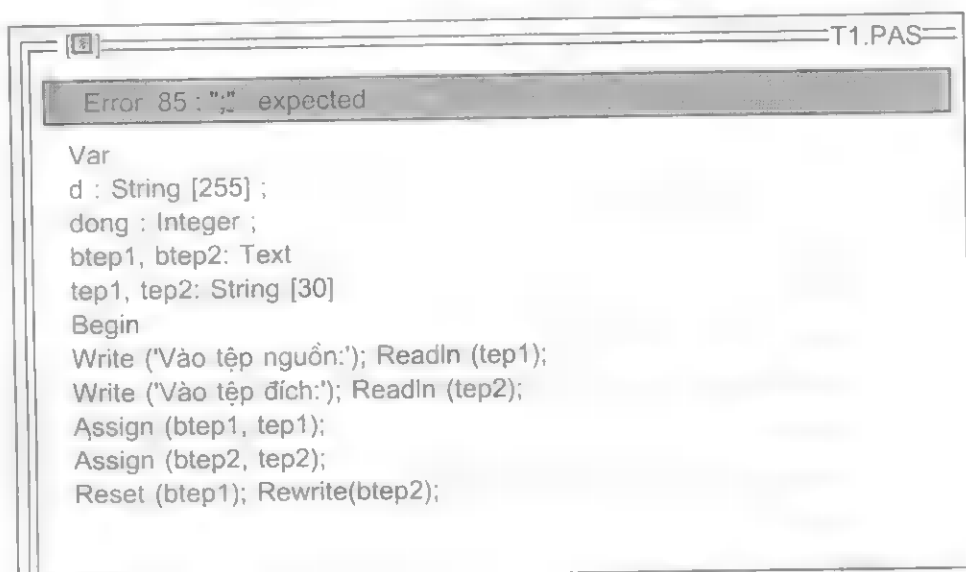 [*] T1.PAS
Error 85 : ";" expected
Var
d : String [255] ;
dong : Integer ;
btep1, btep2: Text
tep1, tep2: String [30]
Begin
Write ('Vào tệp nguồn:'); Readln (tep1);
Write ('Vào tệp đích:'); Readln (tep2);
Assign (btep1, tep1);
Assign (btep2, tep2);
Reset (btep1); Rewrite(btep2);